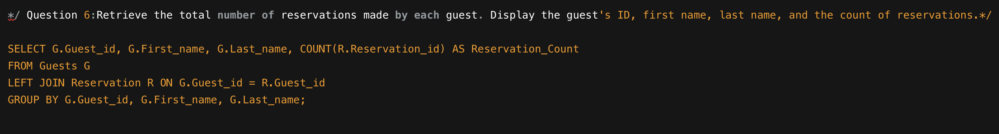 */ Question 6:Retrieve the total number of reservations made by each guest. Display the guest's ID, first name, last name, and the count of reservations.*/
SELECT G.Guest_id, G.First_name, G.Last_name, COUNT(R.Reservation_id) AS Reservation_Count
FROM Guests G
LEFT JOIN Reservation R ON G.Guest_id = R.Guest_id
GROUP BY G.Guest_id, G.First_name, G.Last_name;